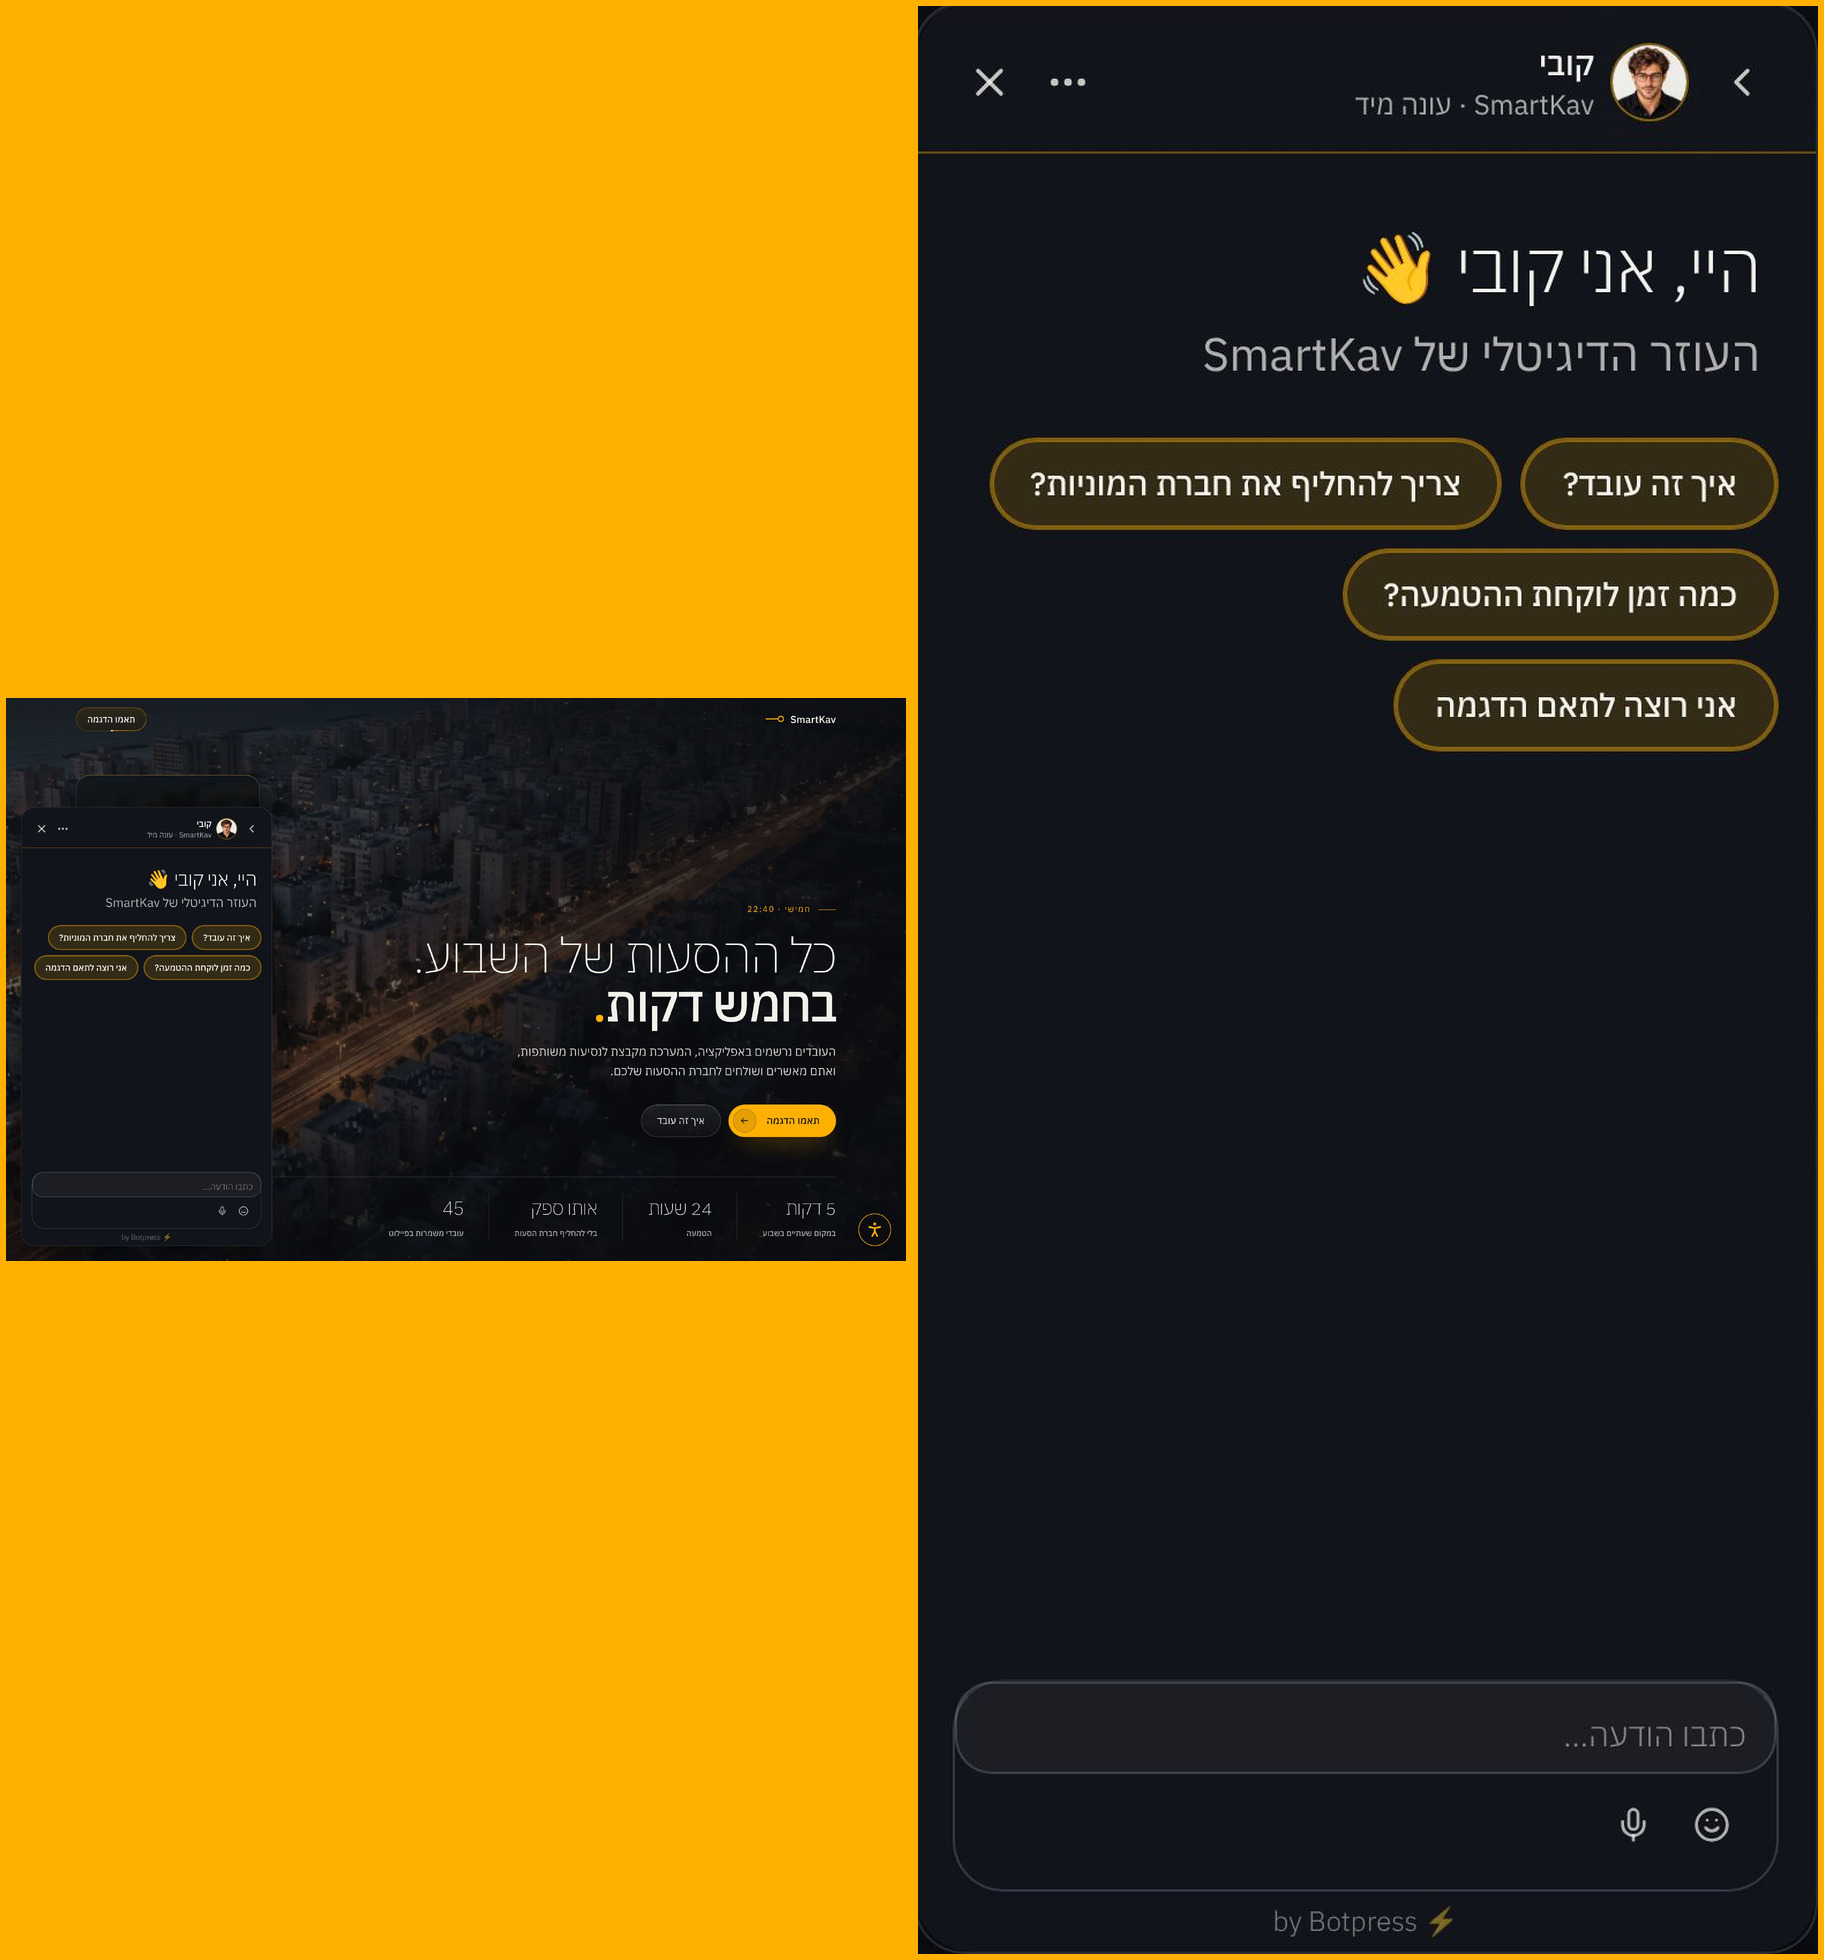 SmartKav
תאמו הדגמה
קובי
SmartKav · עונה מיד
היי, אני קובי 👋
העוזר הדיגיטלי של SmartKav
איך זה עובד?
צריך להחליף את חברת המוניות?
כמה זמן לוקחת ההטמעה?
אני רוצה לתאם הדגמה
כתבו הודעה...
by Botpress ⚡
חמישי · 22:40
כל ההסעות של השבוע.
בחמש דקות.
העובדים נרשמים באפליקציה, המערכת מקבצת לנסיעות משותפות,
ואתם מאשרים ושולחים לחברת ההסעות שלכם.
תאמו הדגמה
איך זה עובד
5 דקות
במקום שעתיים בשבוע
24 שעות
הטמעה
אותו ספק
בלי להחליף חברת הסעות
45
עובדי משמרות בפיילוט
קובי
SmartKav · עונה מיד
היי, אני קובי 👋
העוזר הדיגיטלי של SmartKav
איך זה עובד?
צריך להחליף את חברת המוניות?
כמה זמן לוקחת ההטמעה?
אני רוצה לתאם הדגמה
כתבו הודעה...
by Botpress ⚡